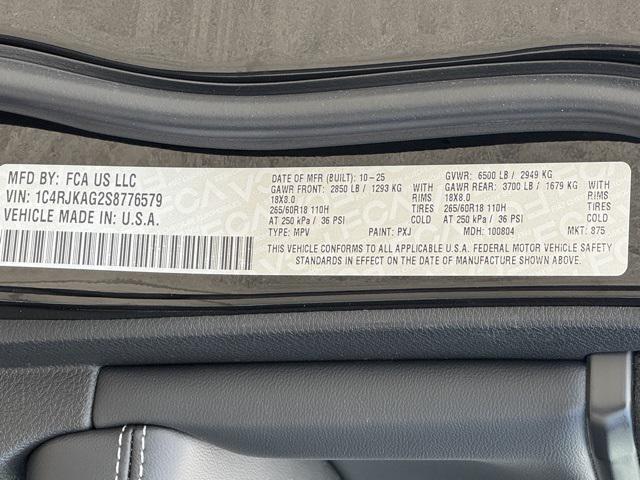 MFD BY: FCA US LLC
VIN: 1C4RJKAG2S8776579
VEHICLE MADE IN U.S.A.
DATE OF MFR (BUILT): 10-25 GVWR: 6500 LB / 2949 KG
GAWR FRONT: 2850 LB / 1293 KG WITH GAWR REAR: 3700 LB / 1679 KG WITH
18X8.0 RIMS 18X8.0 RIMS
265/60R18 110H TIRES 265/60R18 110H TIRES
AT 250 kPa / 36 PSI COLD AT 250 kPa / 36 PSI COLD
TYPE: MPV PAINT: PXJ MDH: 100804 MKT: 875
THIS VEHICLE CONFORMS TO ALL APPLICABLE U.S.A. FEDERAL MOTOR VEHICLE SAFETY
STANDARDS IN EFFECT ON THE DATE OF MANUFACTURE SHOWN ABOVE.